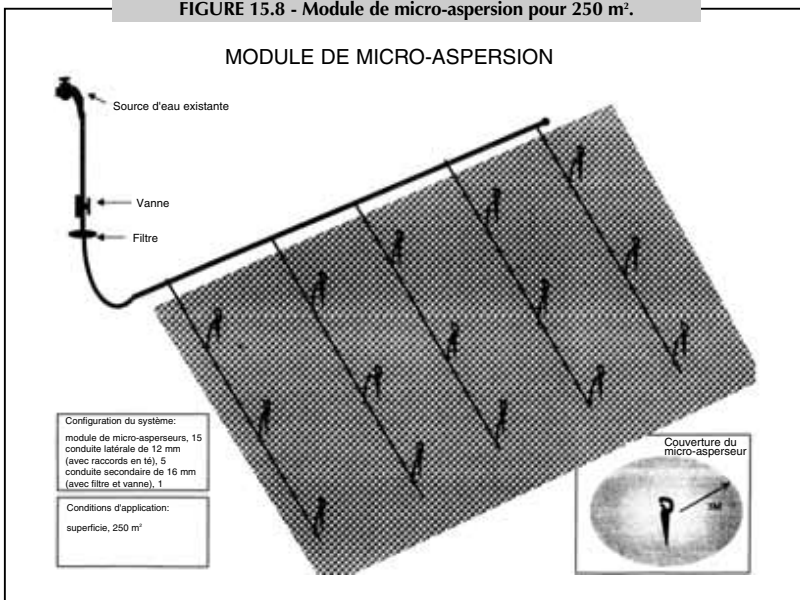 FIGURE 15.8 - Module de micro-aspersion pour 250 m².
MODULE DE MICRO-ASPERSION
Source d'eau existante
Vanne
Filtre
Configuration du système:
module de micro-asperseurs, 15
conduite latérale de 12 mm
(avec raccords en té), 5
conduite secondaire de 16 mm
(avec filtre et vanne), 1
Conditions d'application:
superficie, 250 m²
Couverture du
micro-asperseur
3M